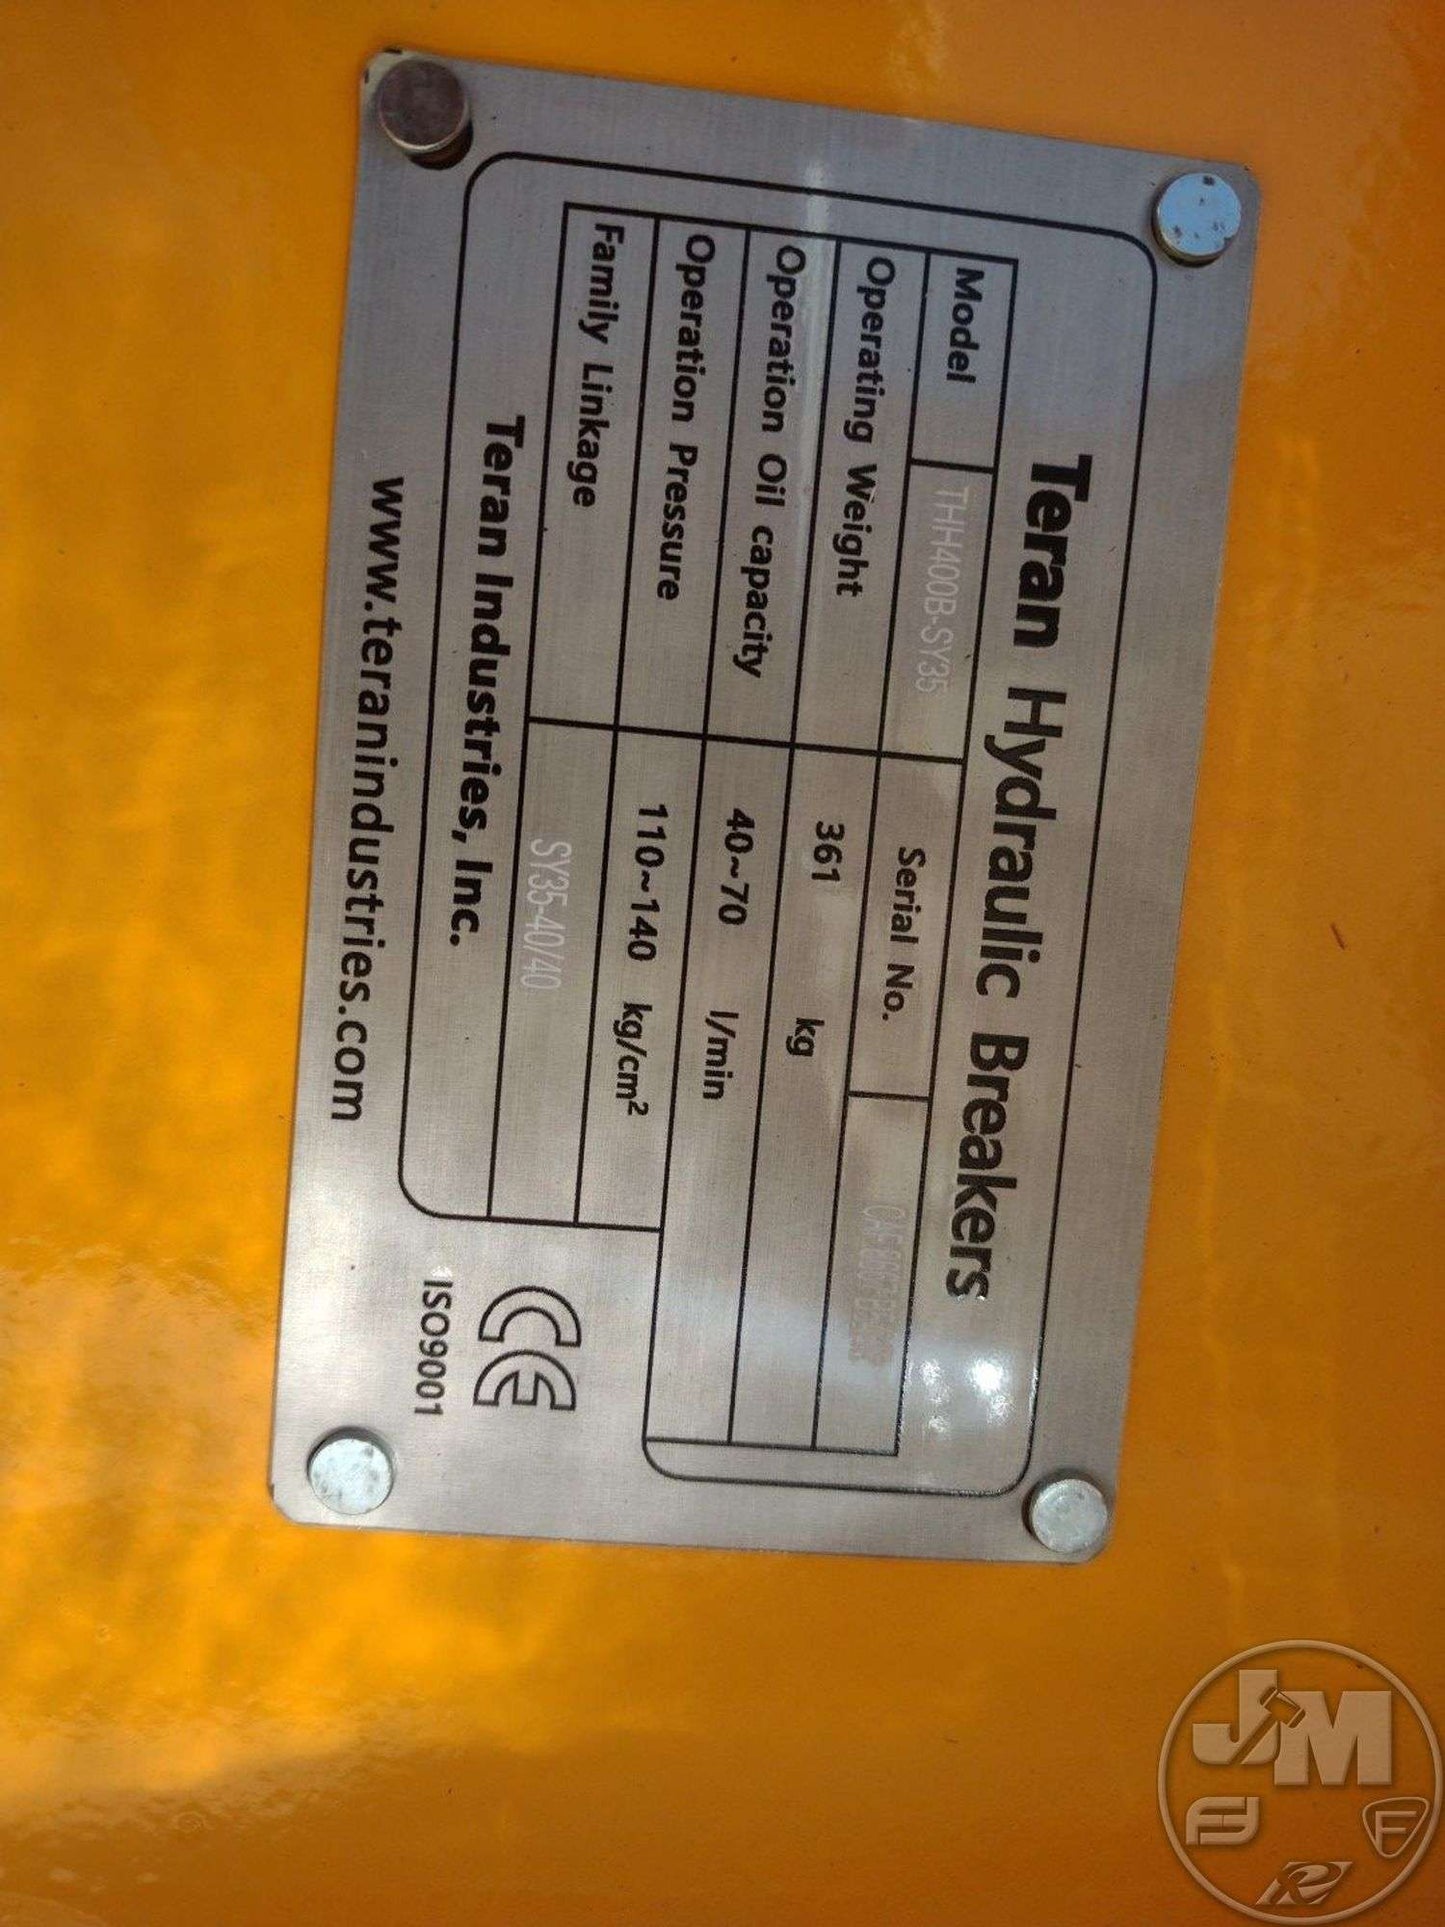 Teran Hydraulic Breakers
Model THH400B-SY35 Serial No.
Operating Weight 361 kg
Operation Oil capacity 40~70 l/min
Operation Pressure 110~140 kg/cm²
Family Linkage SY35-40/40
Teran Industries, Inc.
www.teranindustries.com
CE
ISO9001
JM